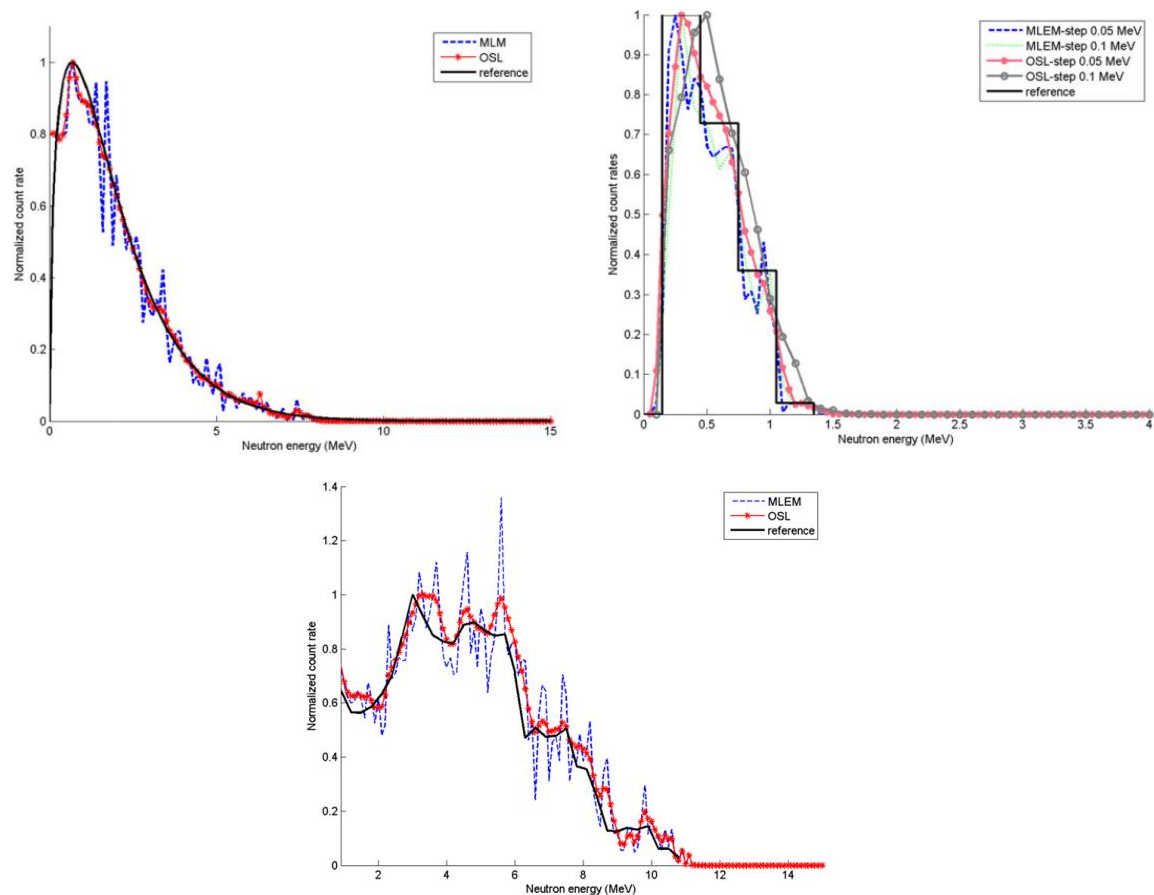 MLM
OSL
reference
Normalized count rate
1
0.8
0.6
0.4
0.2
0
0 5 10 15
Neutron energy (MeV)
MLEM-step 0.05 MeV
MLEM-step 0.1 MeV
OSL-step 0.05 MeV
OSL-step 0.1 MeV
reference
Normalized count rates
1
0.9
0.8
0.7
0.6
0.5
0.4
0.3
0.2
0.1
0
0 0.5 1 1.5 2 2.5 3 3.5 4
Neutron energy (MeV)
MLEM
OSL
reference
Normalized count rate
1.4
1.2
1
0.8
0.6
0.4
0.2
0
2 4 6 8 10 12 14
Neutron energy (MeV)